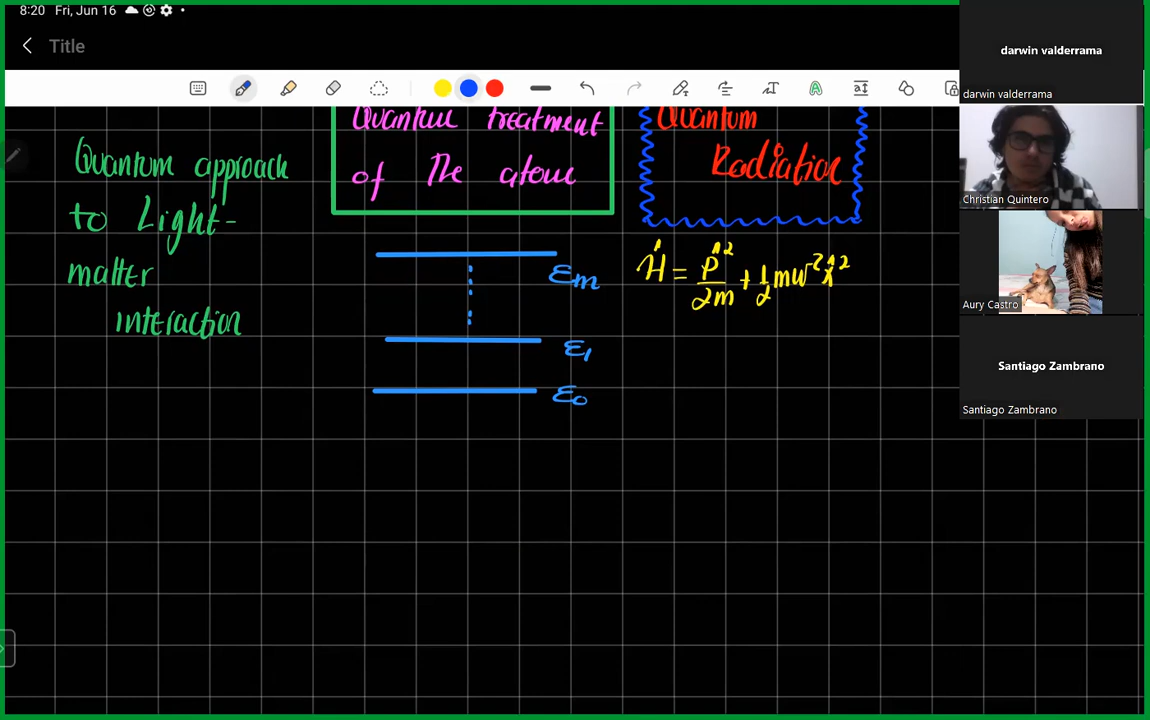 8:20 Fri, Jun 16
Title
darwin valderrama
darwin valderrama
Christian Quintero
Aury Castro
Santiago Zambrano
Santiago Zambrano
Quantum approach
to Light-
matter
interaction
Quantum treatment
of The atom
Quantum
Radiation
εm
ε1
ε0
Ĥ = P̂²/2m + 1/2 mω²x̂²